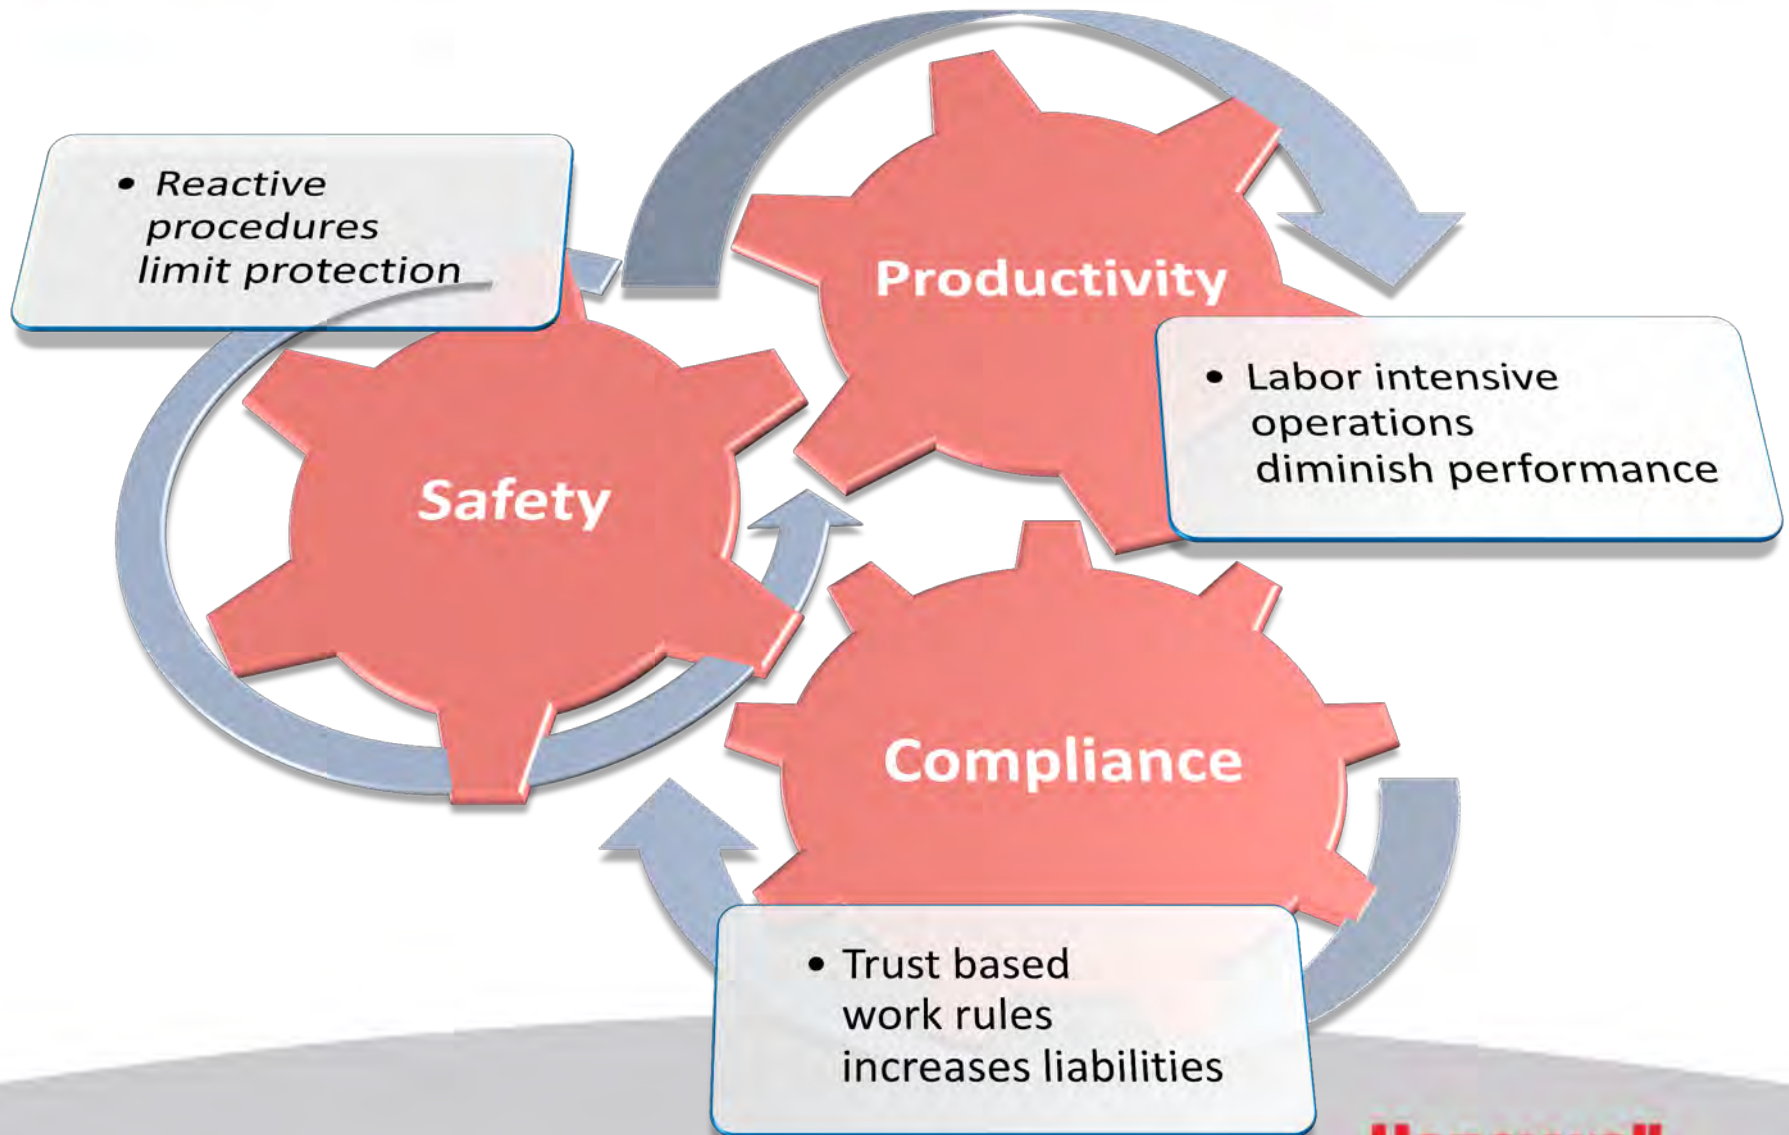 • Reactive
procedures
limit protection
Productivity
• Labor intensive
operations
diminish performance
Safety
Compliance
• Trust based
work rules
increases liabilities